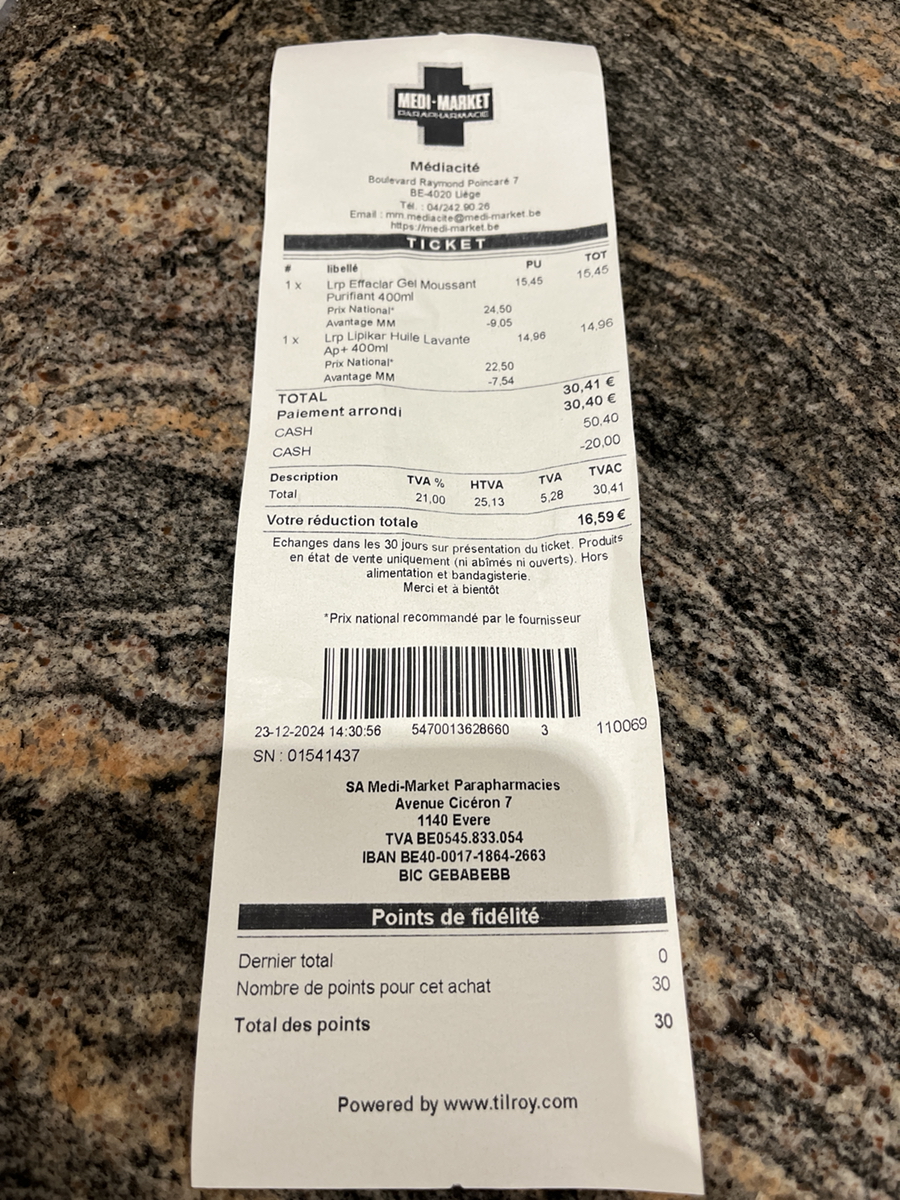 MEDI-MARKET
PARAPHARMACIE
Médiacité
Boulevard Raymond Poincaré 7
BE-4020 Liège
Tél. : 04/242.90.26
Email : mm.mediacite@medi-market.be
https://medi-market.be
TICKET
# libellé PU TOT
1 x Lrp Effaclar Gel Moussant 15,45 15,45
Purifiant 400ml
Prix National* 24,50
Avantage MM -9,05
1 x Lrp Lipikar Huile Lavante 14,96 14,96
Ap+ 400ml
Prix National* 22,50
Avantage MM -7,54
TOTAL 30,41 €
Paiement arrondi 30,40 €
CASH 50,40
CASH -20,00
Description TVA % HTVA TVA TVAC
Total 21,00 25,13 5,28 30,41
Votre réduction totale 16,59 €
Echanges dans les 30 jours sur présentation du ticket. Produits
en état de vente uniquement (ni abîmés ni ouverts). Hors
alimentation et bandagisterie.
Merci et à bientôt
*Prix national recommandé par le fournisseur
23-12-2024 14:30:56 5470013628660 3 110069
SN : 01541437
SA Medi-Market Parapharmacies
Avenue Cicéron 7
1140 Evere
TVA BE0545.833.054
IBAN BE40-0017-1864-2663
BIC GEBABEBB
Points de fidélité
Dernier total 0
Nombre de points pour cet achat 30
Total des points 30
Powered by www.tilroy.com